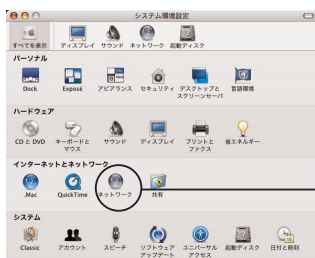 システム環境設定
すべてを表示 ディスプレイ サウンド ネットワーク 起動ディスク
パーソナル
Dock Exposé アピアランス セキュリティ デスクトップと 言語環境
スクリーンセーバ
ハードウェア
CD と DVD キーボードと サウンド ディスプレイ プリントと 省エネルギー
マウス ファクス
インターネットとネットワーク
.Mac QuickTime ネットワーク 共有
システム
Classic アカウント スピーチ ソフトウェア ユニバーサル 起動ディスク 日付と時刻
アップデート アクセス